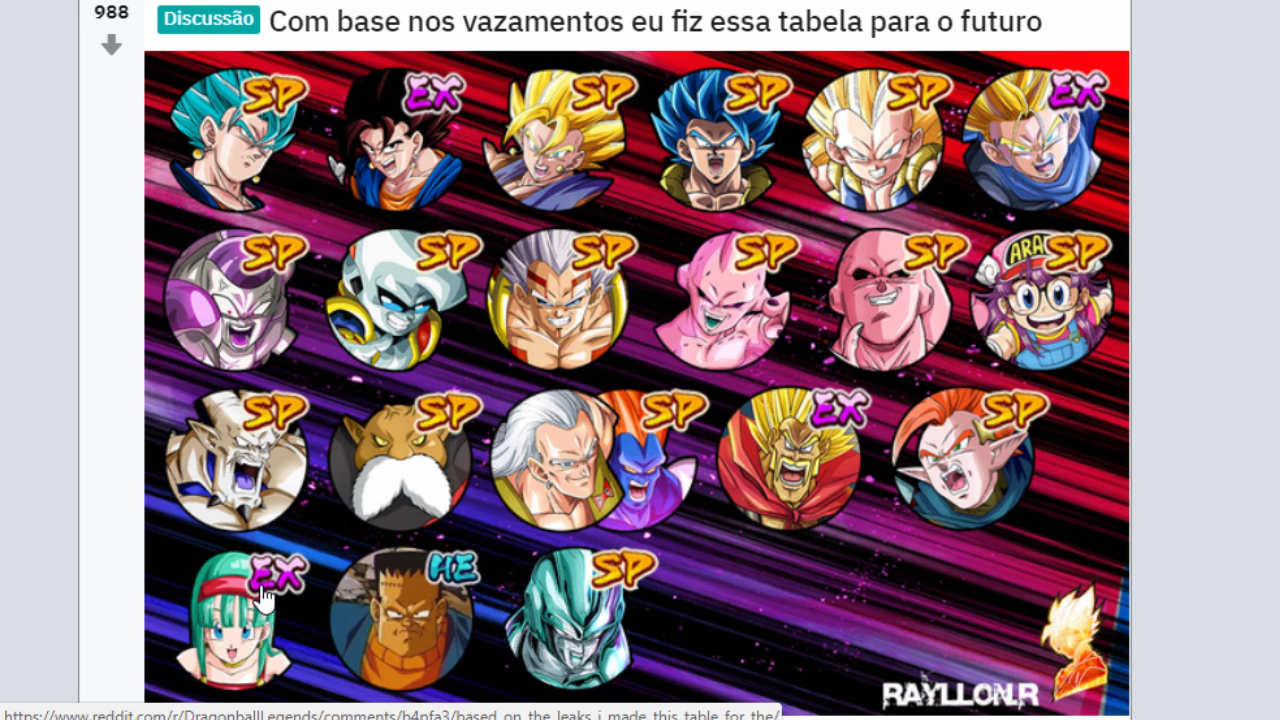 988
Discussão Com base nos vazamentos eu fiz essa tabela para o futuro
SP EX SP SP SP EX
SP SP SP SP SP ARA SP
SP SP SP EX SP
EX HE SP
RAYLLON.R
https://www.reddit.com/r/DragonballLegends/comments/b4pfa3/based_on_the_leaks_i_made_this_table_for_the/